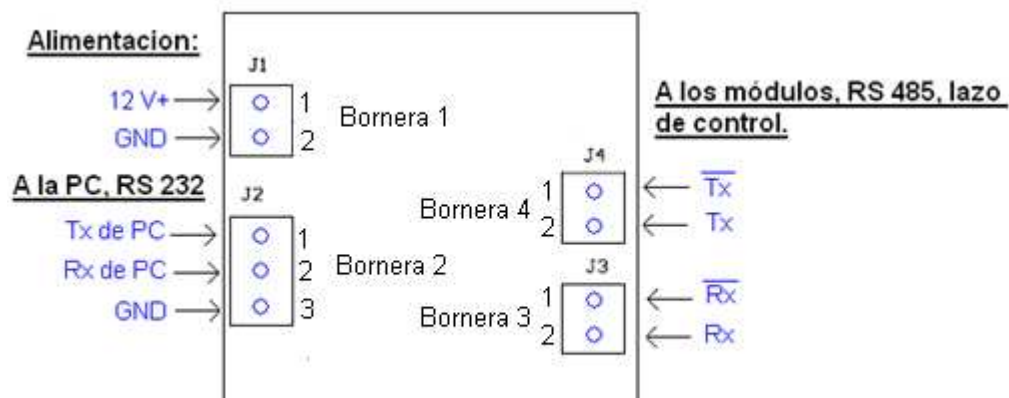 Alimentacion:
J1
12 V+
1
GND
2
Bornera 1
A la PC, RS 232
J2
Tx de PC
1
Rx de PC
2
GND
3
Bornera 2
A los módulos, RS 485, lazo
de control.
J4
1
T̅x̅
Bornera 4
2
Tx
J3
1
R̅x̅
Bornera 3
2
Rx